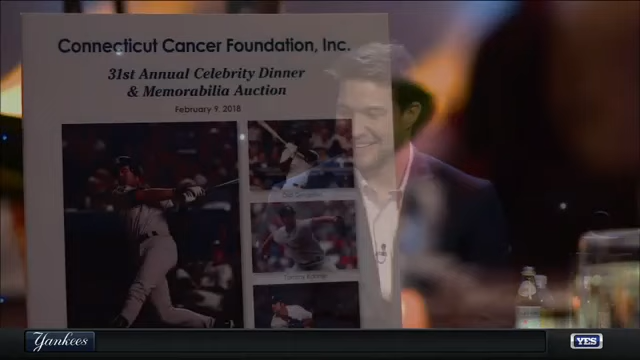 Connecticut Cancer Foundation, Inc.
31st Annual Celebrity Dinner
& Memorabilia Auction
February 9, 2018
Yankees
YES